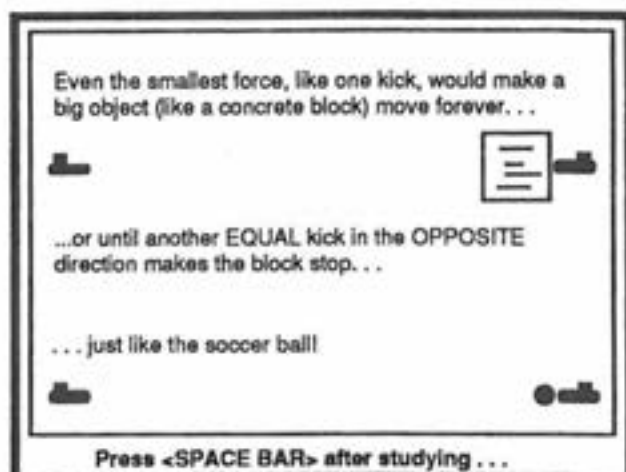 Even the smallest force, like one kick, would make a
big object (like a concrete block) move forever. . .
...or until another EQUAL kick in the OPPOSITE
direction makes the block stop. . .
. . . just like the soccer ball!
Press <SPACE BAR> after studying . . .